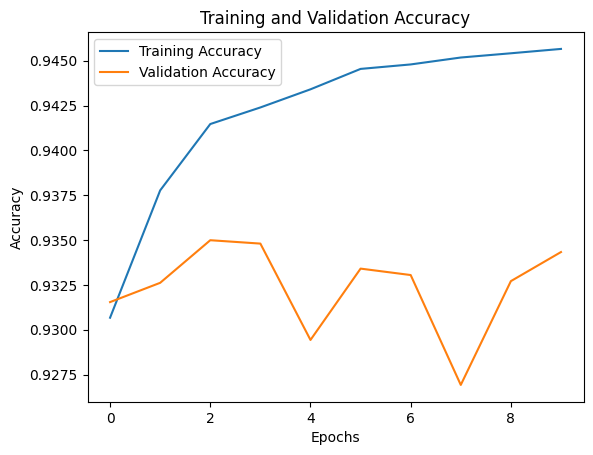 Training and Validation Accuracy
Training Accuracy
Validation Accuracy
Accuracy
0.9450
0.9425
0.9400
0.9375
0.9350
0.9325
0.9300
0.9275
0 2 4 6 8
Epochs